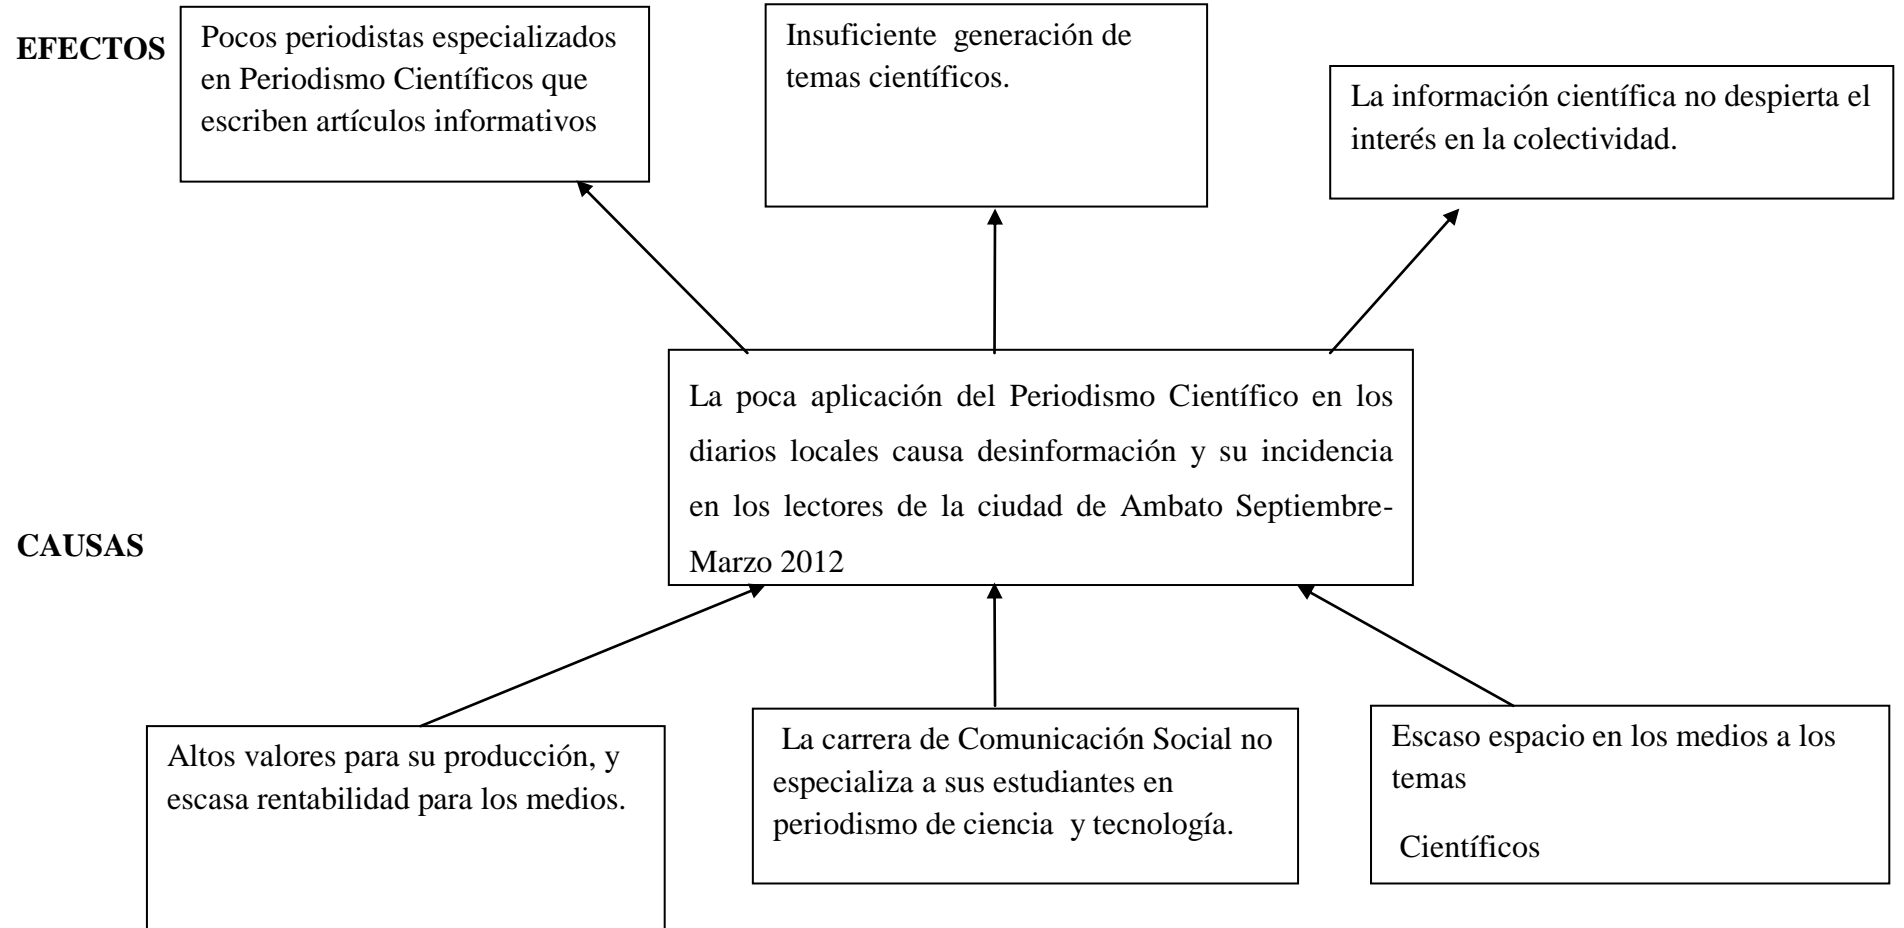 EFECTOS
Pocos periodistas especializados
en Periodismo Científicos que
escriben artículos informativos
Insuficiente generación de
temas científicos.
La información científica no despierta el
interés en la colectividad.
La poca aplicación del Periodismo Científico en los
diarios locales causa desinformación y su incidencia
en los lectores de la ciudad de Ambato Septiembre-
Marzo 2012
CAUSAS
Altos valores para su producción, y
escasa rentabilidad para los medios.
La carrera de Comunicación Social no
especializa a sus estudiantes en
periodismo de ciencia y tecnología.
Escaso espacio en los medios a los
temas
Científicos